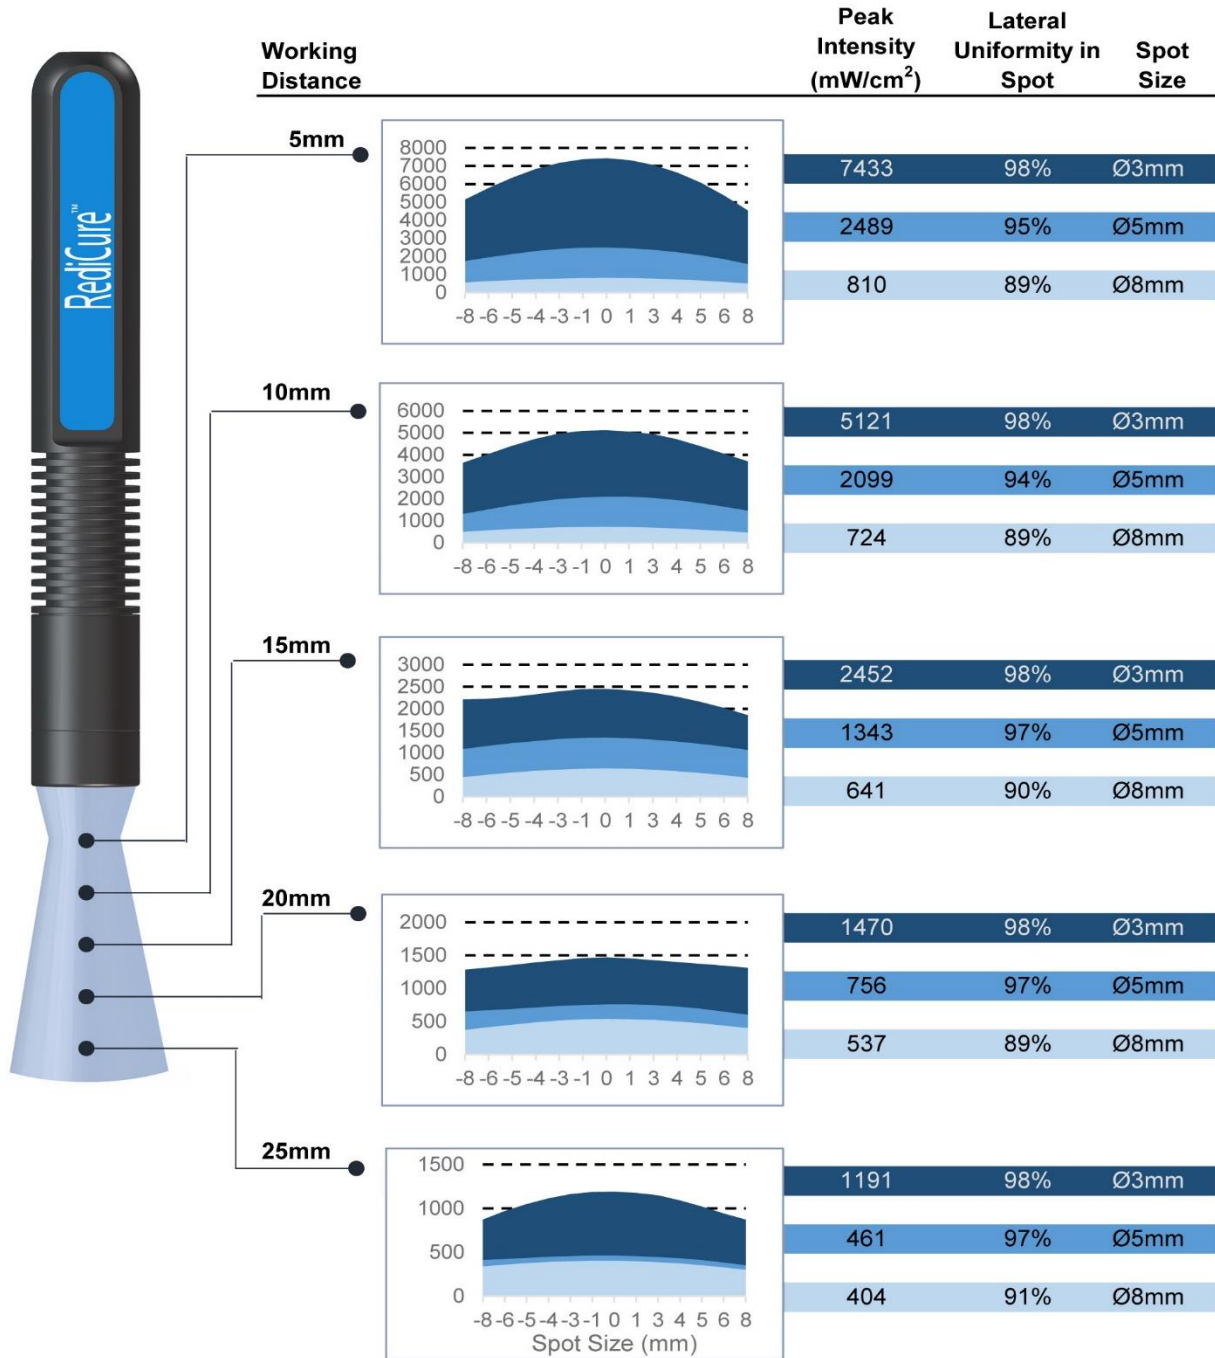 Working Distance
Peak Intensity (mW/cm²)
Lateral Uniformity in Spot
Spot Size
RediCure™
5mm
8000
7000
6000
5000
4000
3000
2000
1000
0
-8 -6 -5 -4 -3 -1 0 1 3 4 5 6 8
7433 98% Ø3mm
2489 95% Ø5mm
810 89% Ø8mm
10mm
6000
5000
4000
3000
2000
1000
0
-8 -6 -5 -4 -3 -1 0 1 3 4 5 6 8
5121 98% Ø3mm
2099 94% Ø5mm
724 89% Ø8mm
15mm
3000
2500
2000
1500
1000
500
0
-8 -6 -5 -4 -3 -1 0 1 3 4 5 6 8
2452 98% Ø3mm
1343 97% Ø5mm
641 90% Ø8mm
20mm
2000
1500
1000
500
0
-8 -6 -5 -4 -3 -1 0 1 3 4 5 6 8
1470 98% Ø3mm
756 97% Ø5mm
537 89% Ø8mm
25mm
1500
1000
500
0
-8 -6 -5 -4 -3 -1 0 1 3 4 5 6 8
Spot Size (mm)
1191 98% Ø3mm
461 97% Ø5mm
404 91% Ø8mm